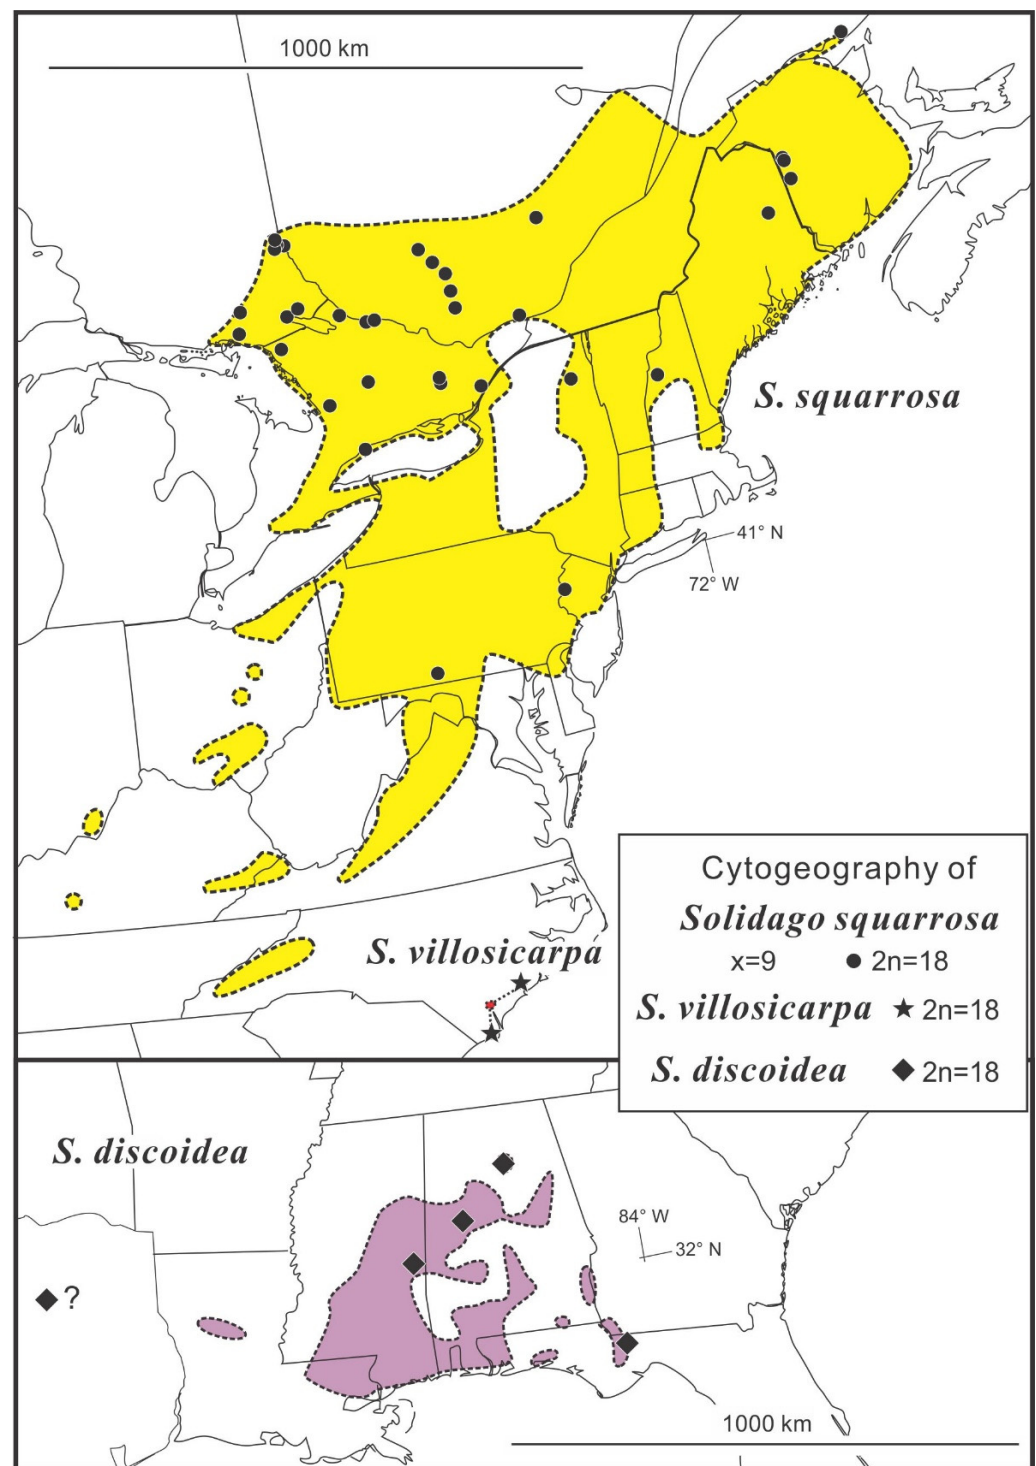 1000 km
S. squarrosa
41° N
72° W
Cytogeography of
Solidago squarrosa
x=9 ● 2n=18
S. villosicarpa
S. villosicarpa ★ 2n=18
S. discoidea ◆ 2n=18
S. discoidea
84° W
32° N
?
1000 km